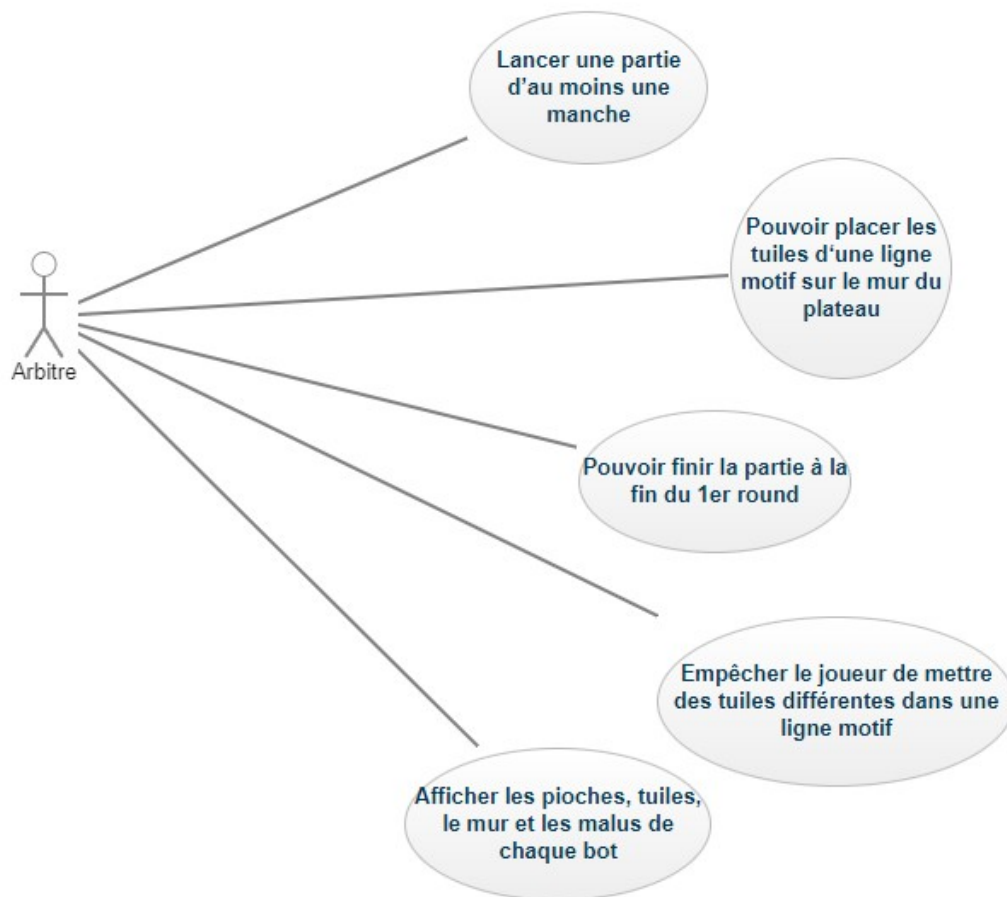 Lancer une partie
d’au moins une
manche
Pouvoir placer les
tuiles d‘une ligne
motif sur le mur du
plateau
Arbitre
Pouvoir finir la partie à la
fin du 1er round
Empêcher le joueur de mettre
des tuiles différentes dans une
ligne motif
Afficher les pioches, tuiles,
le mur et les malus de
chaque bot